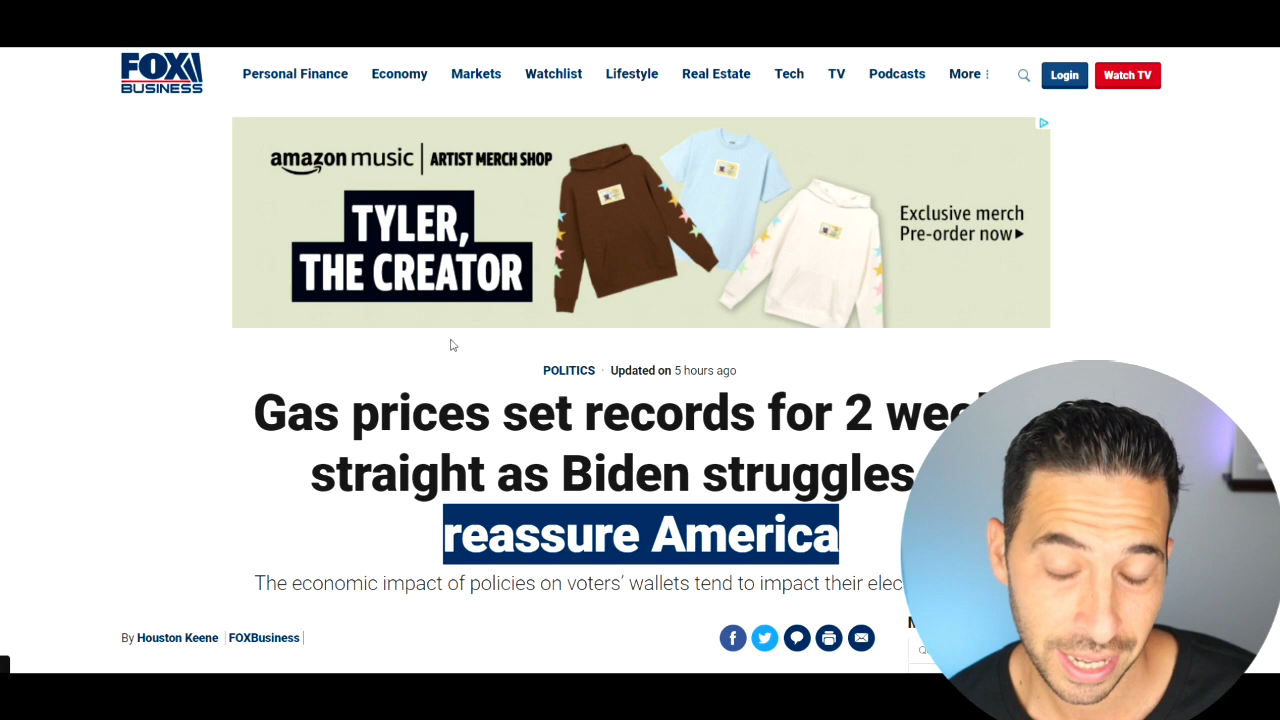 FOX
BUSINESS
Personal Finance Economy Markets Watchlist Lifestyle Real Estate Tech TV Podcasts More Login Watch TV
amazon music | ARTIST MERCH SHOP
TYLER,
THE CREATOR
Exclusive merch
Pre-order now
POLITICS · Updated on 5 hours ago
Gas prices set records for 2
straight as Biden struggles
reassure America
The economic impact of policies on voters' wallets tend to impact their
By Houston Keene | FOXBusiness |